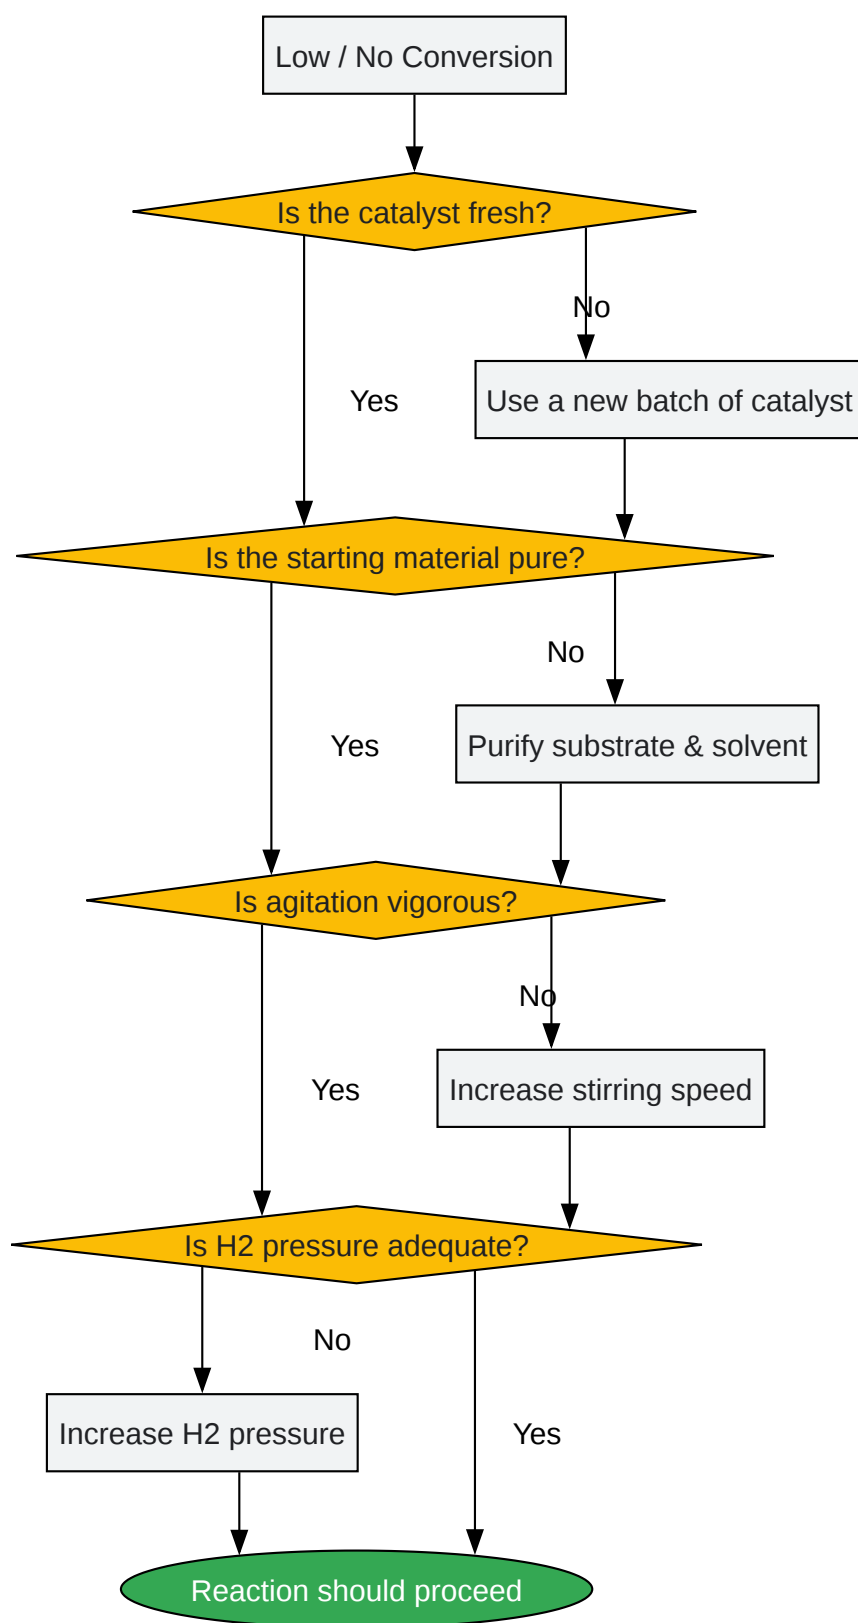 Low / No Conversion
Is the catalyst fresh?
No
Yes
Use a new batch of catalyst
Is the starting material pure?
No
Yes
Purify substrate & solvent
Is agitation vigorous?
No
Yes
Increase stirring speed
Is H2 pressure adequate?
No
Increase H2 pressure
Yes
Reaction should proceed